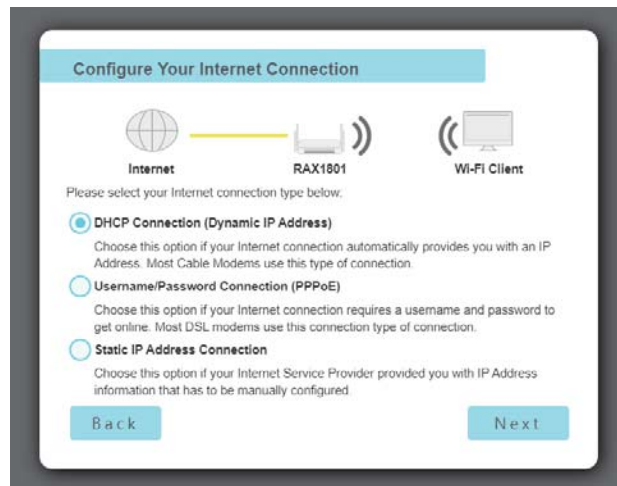 Configure Your Internet Connection
Internet
RAX1801
Wi-Fi Client
Please select your Internet connection type below:
DHCP Connection (Dynamic IP Address)
Choose this option if your Internet connection automatically provides you with an IP
Address. Most Cable Modems use this type of connection.
Username/Password Connection (PPPoE)
Choose this option if your Internet connection requires a username and password to
get online. Most DSL modems use this connection type of connection.
Static IP Address Connection
Choose this option if your Internet Service Provider provided you with IP Address
information that has to be manually configured.
Back
Next